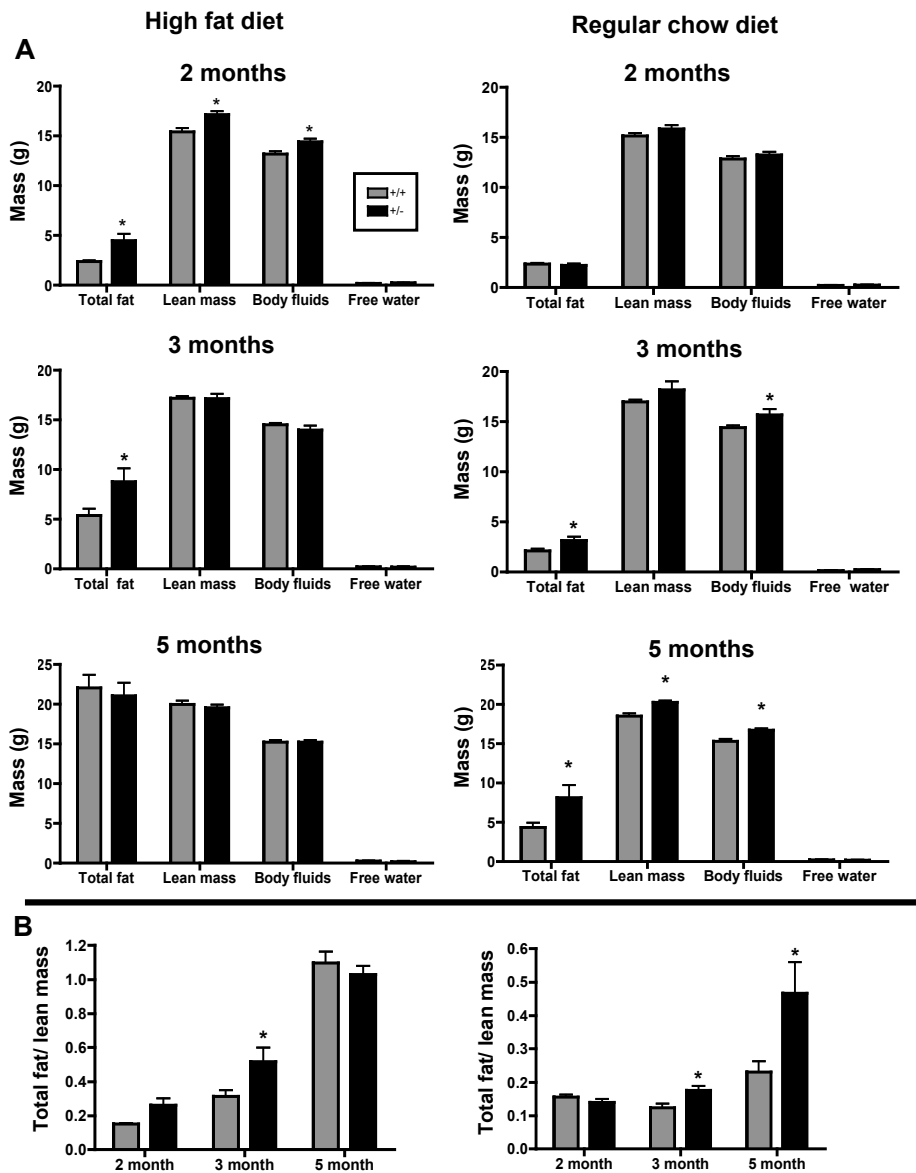 High fat diet
Regular chow diet
A
2 months
20
15
10
5
0
Mass (g)
*
*
*
+/+
+/-
Total fat Lean mass Body fluids Free water
2 months
20
15
10
5
0
Mass (g)
Total fat Lean mass Body fluids Free water
3 months
20
15
10
5
0
Mass (g)
*
Total fat Lean mass Body fluids Free water
3 months
20
15
10
5
0
Mass (g)
*
*
Total fat Lean mass Body fluids Free water
5 months
25
20
15
10
5
0
Mass (g)
Total fat Lean mass Body fluids Free water
5 months
25
20
15
10
5
0
Mass (g)
*
*
*
Total fat Lean mass Body fluids Free water
B
1.2
1.0
0.8
0.6
0.4
0.2
0.0
Total fat/ lean mass
*
2 month 3 month 5 month
0.6
0.5
0.4
0.3
0.2
0.1
0.0
Total fat/ lean mass
*
*
2 month 3 month 5 month